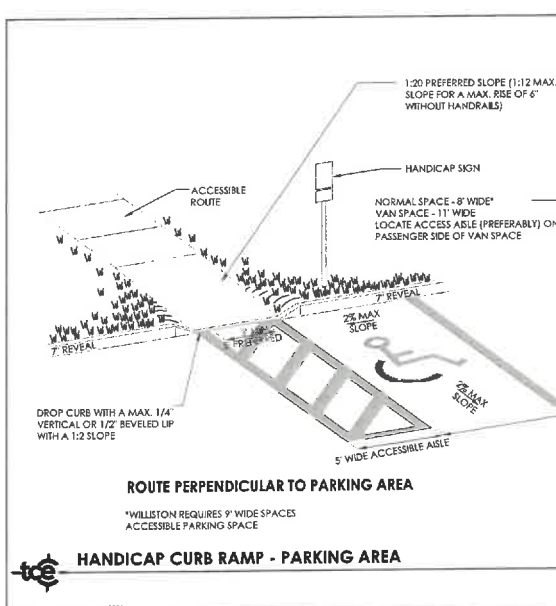 1:20 PREFERRED SLOPE (1:12 MAX.
SLOPE FOR A MAX. RISE OF 6"
WITHOUT HANDRAILS)
HANDICAP SIGN
ACCESSIBLE
ROUTE
NORMAL SPACE - 8' WIDE*
VAN SPACE - 11' WIDE
LOCATE ACCESS AISLE (PREFERABLY) ON
PASSENGER SIDE OF VAN SPACE
7" REVEAL
2% MAX
SLOPE
7" REVEAL
2% MAX
SLOPE
DROP CURB WITH A MAX. 1/4"
VERTICAL OR 1/2" BEVELED LIP
WITH A 1:2 SLOPE
5' WIDE ACCESSIBLE AISLE
ROUTE PERPENDICULAR TO PARKING AREA
*WILLISTON REQUIRES 9' WIDE SPACES
ACCESSIBLE PARKING SPACE
tce
HANDICAP CURB RAMP - PARKING AREA